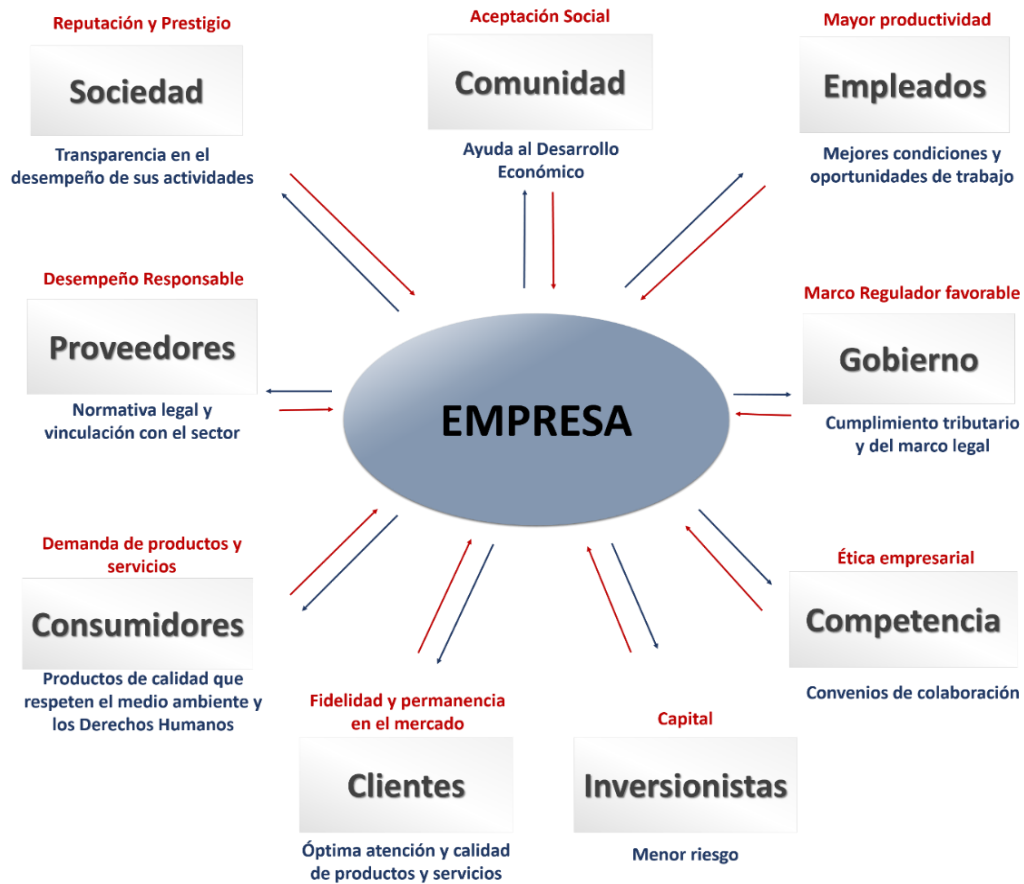 Reputación y Prestigio
Sociedad
Transparencia en el
desempeño de sus actividades
Aceptación Social
Comunidad
Ayuda al Desarrollo
Económico
Mayor productividad
Empleados
Mejores condiciones y
oportunidades de trabajo
Desempeño Responsable
Proveedores
Normativa legal y
vinculación con el sector
EMPRESA
Marco Regulador favorable
Gobierno
Cumplimiento tributario
y del marco legal
Demanda de productos y
servicios
Consumidores
Productos de calidad que
respeten el medio ambiente y
los Derechos Humanos
Fidelidad y permanencia
en el mercado
Clientes
Óptima atención y calidad
de productos y servicios
Capital
Inversionistas
Menor riesgo
Ética empresarial
Competencia
Convenios de colaboración